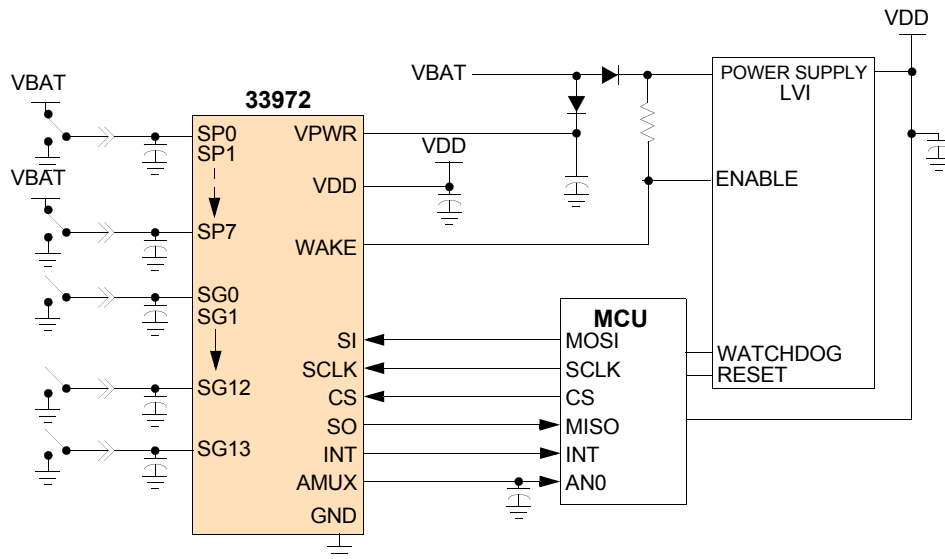 VDD
VBAT
VBAT
POWER SUPPLY
LVI
33972
SP0
SP1
VPWR
VDD
VDD
ENABLE
VBAT
SP7
WAKE
SG0
SG1
MCU
SI
MOSI
WATCHDOG
SCLK
SCLK
RESET
SG12
CS
CS
SO
MISO
SG13
INT
INT
AMUX
AN0
GND